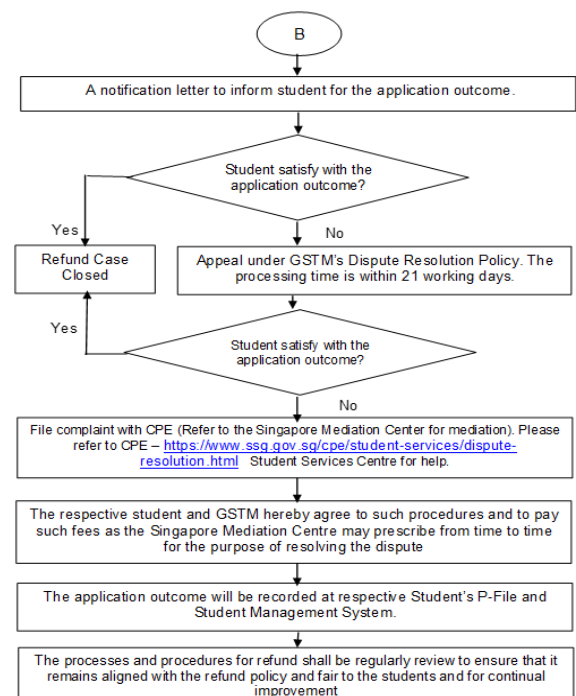 B
A notification letter to inform student for the application outcome.
Student satisfy with the
application outcome?
Yes
No
Refund Case
Closed
Appeal under GSTM's Dispute Resolution Policy. The
processing time is within 21 working days.
Yes
Student satisfy with the
application outcome?
No
File complaint with CPE (Refer to the Singapore Mediation Center for mediation). Please
refer to CPE – https://www.ssg.gov.sg/cpe/student-services/dispute-
resolution.html Student Services Centre for help.
The respective student and GSTM hereby agree to such procedures and to pay
such fees as the Singapore Mediation Centre may prescribe from time to time
for the purpose of resolving the dispute
The application outcome will be recorded at respective Student's P-File and
Student Management System.
The processes and procedures for refund shall be regularly review to ensure that it
remains aligned with the refund policy and fair to the students and for continual
improvement